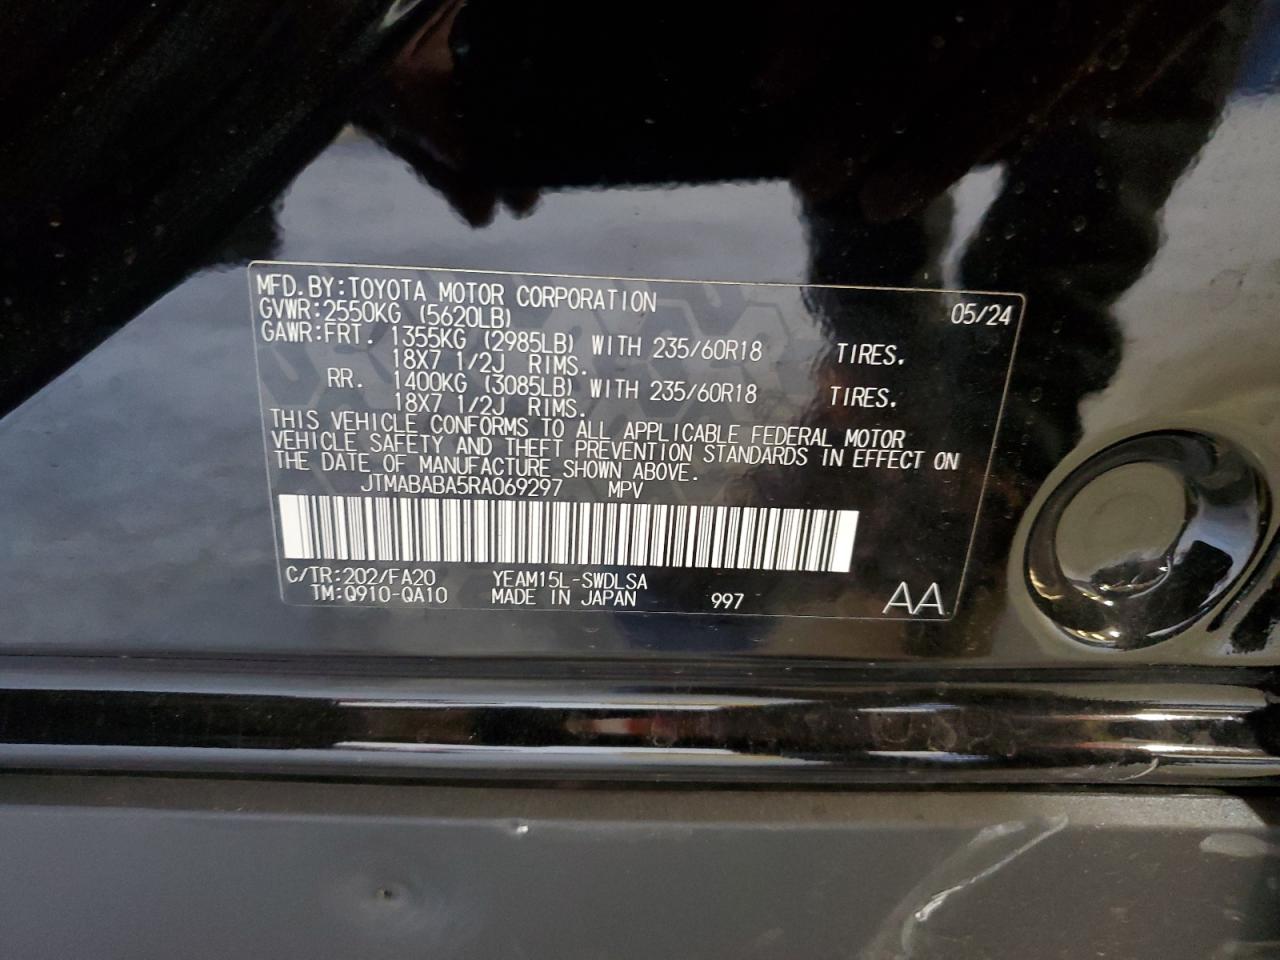 MFD.BY:TOYOTA MOTOR CORPORATION 05/24
GVWR:2550KG (5620LB)
GAWR:FRT. 1355KG (2985LB) WITH 235/60R18 TIRES.
18X7 1/2J RIMS.
RR. 1400KG (3085LB) WITH 235/60R18 TIRES.
18X7 1/2J RIMS.
THIS VEHICLE CONFORMS TO ALL APPLICABLE FEDERAL MOTOR
VEHICLE SAFETY AND THEFT PREVENTION STANDARDS IN EFFECT ON
THE DATE OF MANUFACTURE SHOWN ABOVE.
JTMABABA5RA069297 MPV
C/TR:202/FA20 YEAM15L-SWDLSA
TM:Q910-QA10 MADE IN JAPAN 997 AA